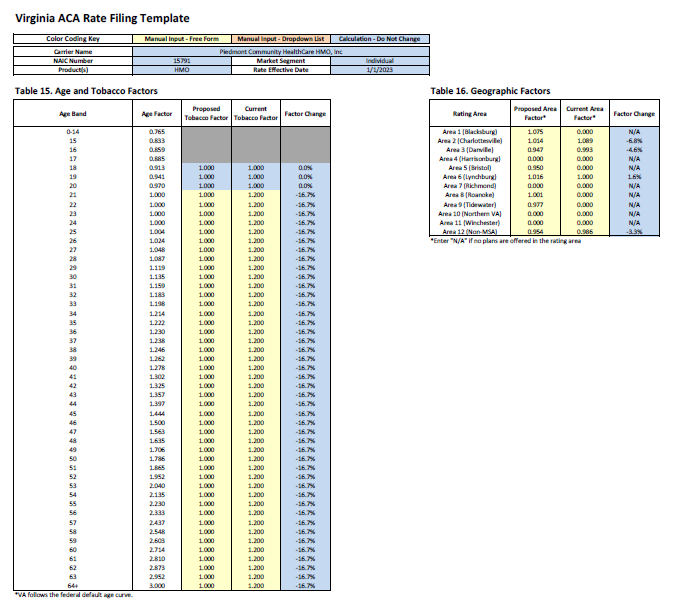 Virginia ACA Rate Filing Template
Color Coding Key Manual Input - Free Form Manual Input - Dropdown List Calculation - Do Not Change
Carrier Name Piedmont Community HealthCare HMO, Inc
NAIC Number 15791 Market Segment Individual
Product(s) HMO Rate Effective Date 1/1/2023
Table 15. Age and Tobacco Factors
Age Band Age Factor Proposed Tobacco Factor Current Tobacco Factor Factor Change
0-14 0.765
15 0.833
16 0.859
17 0.885
18 0.913 1.000 1.000 0.0%
19 0.941 1.000 1.000 0.0%
20 0.970 1.000 1.000 0.0%
21 1.000 1.000 1.200 -16.7%
22 1.000 1.000 1.200 -16.7%
23 1.000 1.000 1.200 -16.7%
24 1.000 1.000 1.200 -16.7%
25 1.004 1.000 1.200 -16.7%
26 1.024 1.000 1.200 -16.7%
27 1.048 1.000 1.200 -16.7%
28 1.087 1.000 1.200 -16.7%
29 1.119 1.000 1.200 -16.7%
30 1.135 1.000 1.200 -16.7%
31 1.159 1.000 1.200 -16.7%
32 1.183 1.000 1.200 -16.7%
33 1.198 1.000 1.200 -16.7%
34 1.214 1.000 1.200 -16.7%
35 1.222 1.000 1.200 -16.7%
36 1.230 1.000 1.200 -16.7%
37 1.238 1.000 1.200 -16.7%
38 1.246 1.000 1.200 -16.7%
39 1.262 1.000 1.200 -16.7%
40 1.278 1.000 1.200 -16.7%
41 1.302 1.000 1.200 -16.7%
42 1.325 1.000 1.200 -16.7%
43 1.357 1.000 1.200 -16.7%
44 1.397 1.000 1.200 -16.7%
45 1.444 1.000 1.200 -16.7%
46 1.500 1.000 1.200 -16.7%
47 1.563 1.000 1.200 -16.7%
48 1.635 1.000 1.200 -16.7%
49 1.706 1.000 1.200 -16.7%
50 1.786 1.000 1.200 -16.7%
51 1.865 1.000 1.200 -16.7%
52 1.952 1.000 1.200 -16.7%
53 2.040 1.000 1.200 -16.7%
54 2.135 1.000 1.200 -16.7%
55 2.230 1.000 1.200 -16.7%
56 2.333 1.000 1.200 -16.7%
57 2.437 1.000 1.200 -16.7%
58 2.548 1.000 1.200 -16.7%
59 2.603 1.000 1.200 -16.7%
60 2.714 1.000 1.200 -16.7%
61 2.810 1.000 1.200 -16.7%
62 2.873 1.000 1.200 -16.7%
63 2.952 1.000 1.200 -16.7%
64+ 3.000 1.000 1.200 -16.7%
*VA follows the federal default age curve.
Table 16. Geographic Factors
Rating Area Proposed Area Factor* Current Area Factor* Factor Change
Area 1 (Blacksburg) 1.075 0.000 N/A
Area 2 (Charlottesville) 1.014 1.089 -6.8%
Area 3 (Danville) 0.947 0.993 -4.6%
Area 4 (Harrisonburg) 0.000 0.000 N/A
Area 5 (Bristol) 0.950 0.000 N/A
Area 6 (Lynchburg) 1.016 1.000 1.6%
Area 7 (Richmond) 0.000 0.000 N/A
Area 8 (Roanoke) 1.001 0.000 N/A
Area 9 (Tidewater) 0.977 0.000 N/A
Area 10 (Northern VA) 0.000 0.000 N/A
Area 11 (Winchester) 0.000 0.000 N/A
Area 12 (Non-MSA) 0.954 0.986 -3.3%
*Enter "N/A" if no plans are offered in the rating area